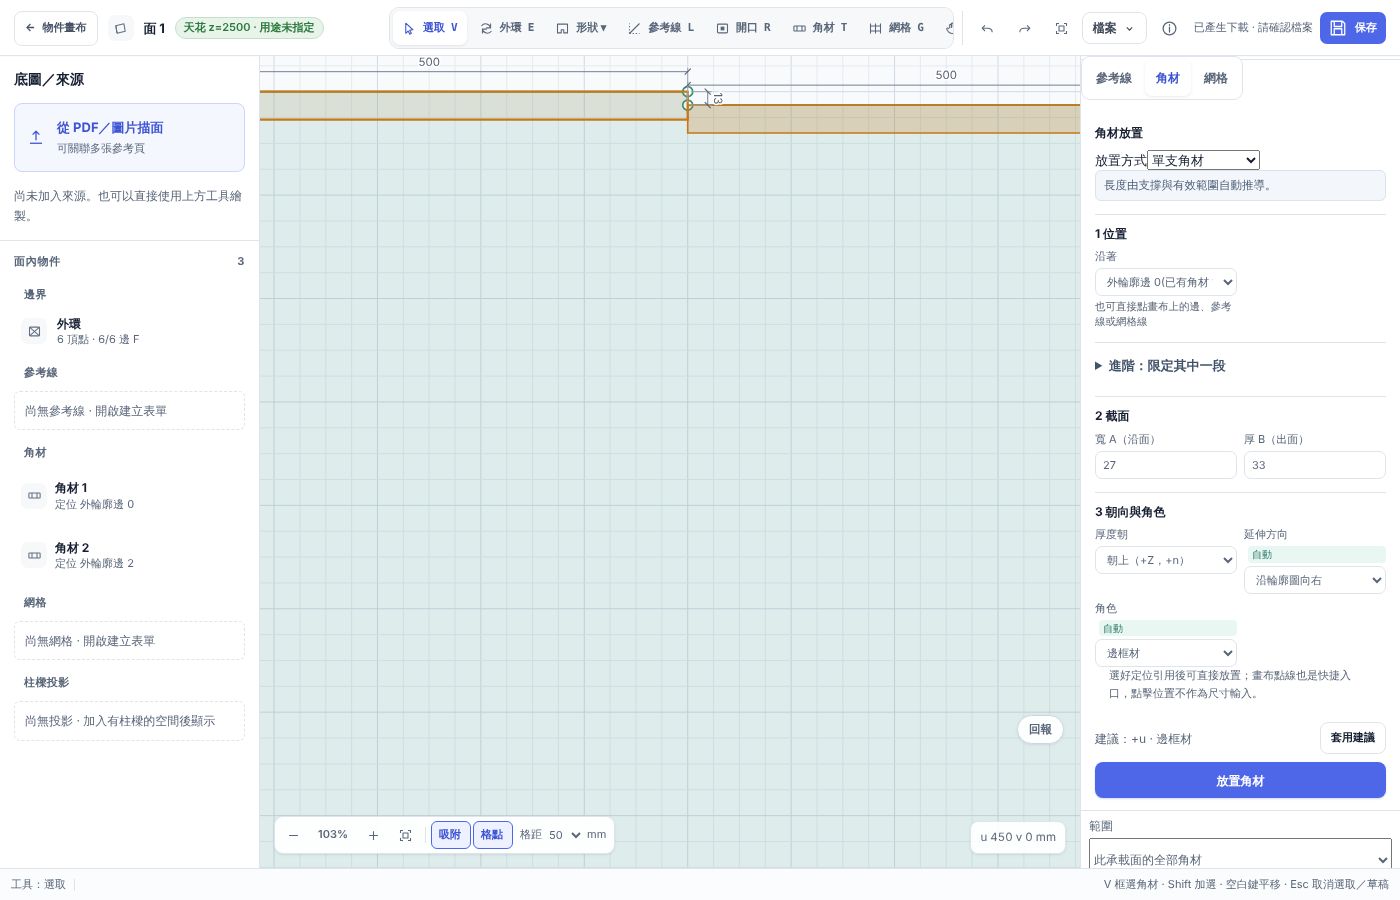 物件畫布
面 1
天花 z=2500 · 用途未指定
選取 V
外環 E
形狀▾
參考線 L
開口 R
角材 T
網格 G
檔案
已產生下載 · 請確認檔案
保存
底圖／來源
從 PDF／圖片描面
可關聯多張參考頁
尚未加入來源。也可以直接使用上方工具繪
製。
面內物件 3
邊界
外環
6 頂點 · 6/6 邊 F
參考線
尚無參考線 · 開啟建立表單
角材
角材 1
定位 外輪廓邊 0
角材 2
定位 外輪廓邊 2
網格
尚無網格 · 開啟建立表單
柱樑投影
尚無投影 · 加入有柱樑的空間後顯示
500
500
13
回報
103%
吸附
格點
格距 50 mm
u 450 v 0 mm
參考線
角材
網格
角材放置
放置方式 單支角材
長度由支撐與有效範圍自動推導。
1 位置
沿著
外輪廓邊 0(已有角材
也可直接點畫布上的邊、參考
線或網格線
進階：限定其中一段
2 截面
寬 A（沿面） 厚 B（出面）
27 33
3 朝向與角色
厚度朝 延伸方向
自動
朝上（+Z，+n） 沿輪廓圖向右
角色
自動
邊框材
選好定位引用後可直接放置；畫布點線也是快捷入
口，點擊位置不作為尺寸輸入。
建議：+u · 邊框材 套用建議
放置角材
範圍
此承載面的全部角材
工具：選取
V 框選角材 · Shift 加選 · 空白鍵平移 · Esc 取消選取／草稿